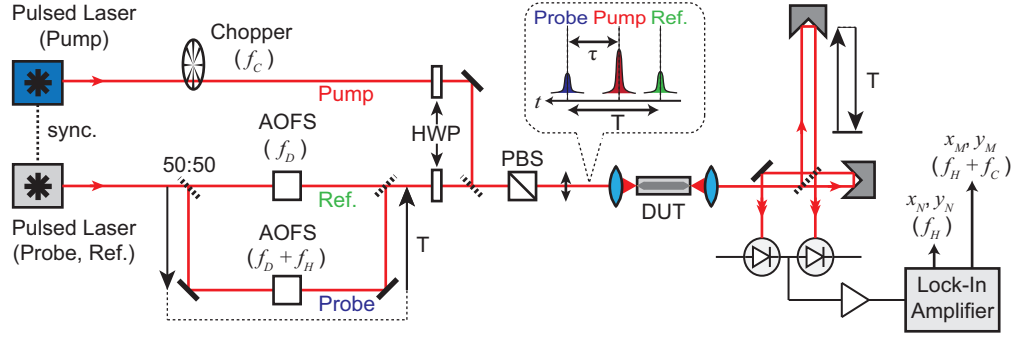 Pulsed Laser
(Pump)
Chopper
(f_C)
Pump
sync.
HWP
50:50
AOFS
(f_D)
Ref.
AOFS
(f_D + f_H)
Probe
T
Pulsed Laser
(Probe, Ref.)
Probe Pump Ref.
τ
t
T
PBS
DUT
T
x_M, y_M
(f_H + f_C)
x_N, y_N
(f_H)
Lock-In
Amplifier